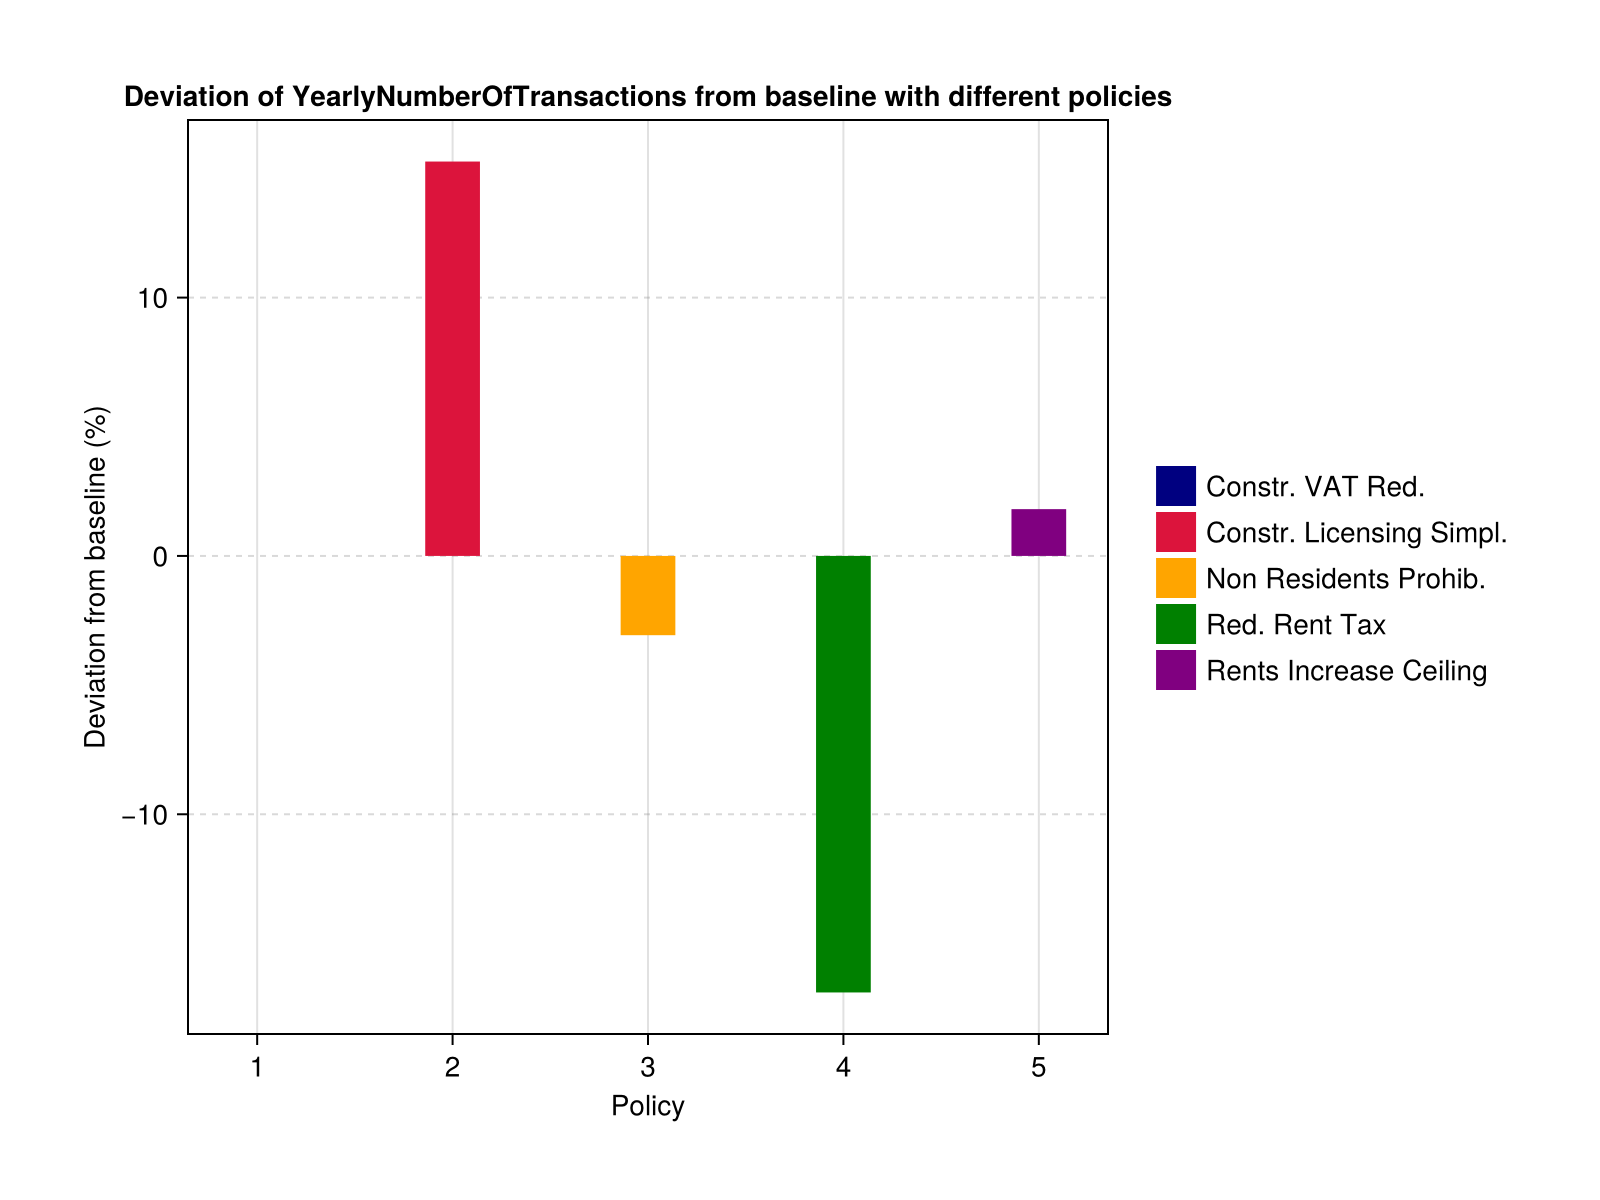 Deviation of YearlyNumberOfTransactions from baseline with different policies
Deviation from baseline (%)
10
0
−10
1
2
3
4
5
Policy
Constr. VAT Red.
Constr. Licensing Simpl.
Non Residents Prohib.
Red. Rent Tax
Rents Increase Ceiling